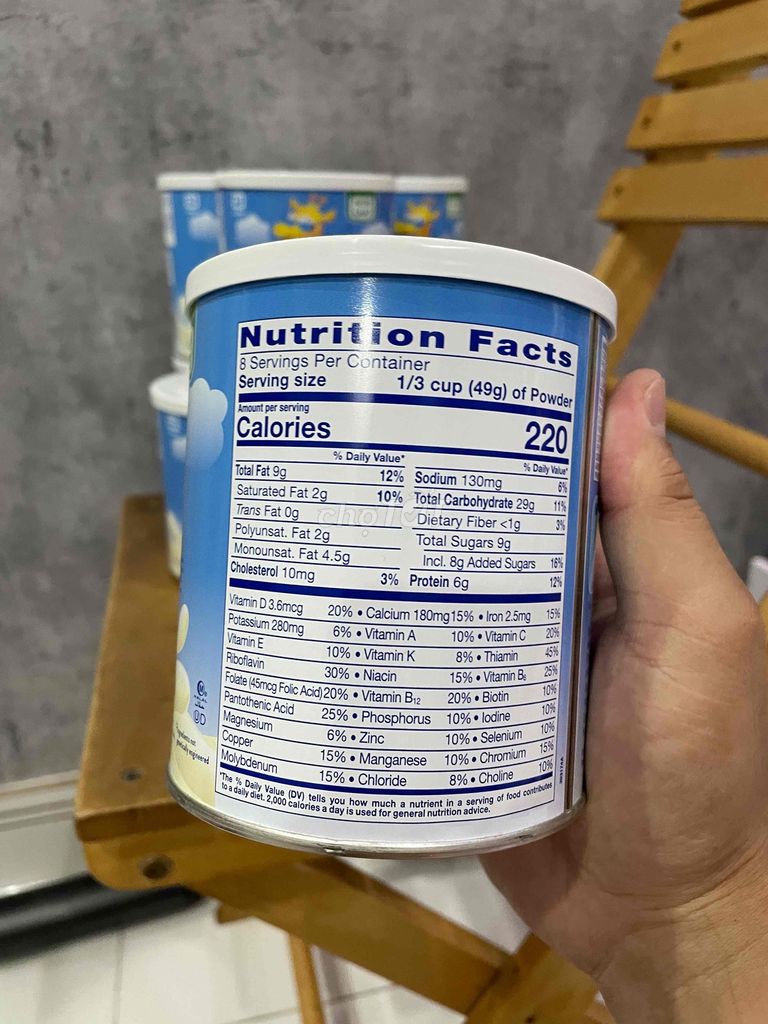 Nutrition Facts
8 Servings Per Container
Serving size 1/3 cup (49g) of Powder
Amount per serving
Calories 220
% Daily Value*
Total Fat 9g 12%
Saturated Fat 2g 10%
Trans Fat 0g
Polyunsat. Fat 2g
Monounsat. Fat 4.5g
Cholesterol 10mg 3%
% Daily Value*
Sodium 130mg 6%
Total Carbohydrate 29g 11%
Dietary Fiber <1g 3%
Total Sugars 9g
Incl. 8g Added Sugars 16%
Protein 6g 12%
Vitamin D 3.6mcg 20% • Calcium 180mg 15% • Iron 2.5mg 15%
Potassium 280mg 6% • Vitamin A 10% • Vitamin C 20%
Vitamin E 10% • Vitamin K 8% • Thiamin 45%
Riboflavin 30% • Niacin 15% • Vitamin B6 25%
Folate (45mcg Folic Acid) 20% • Vitamin B12 20% • Biotin 10%
Pantothenic Acid 25% • Phosphorus 10% • Iodine 10%
Magnesium 6% • Zinc 10% • Selenium 10%
Copper 15% • Manganese 10% • Chromium 15%
Molybdenum 15% • Chloride 8% • Choline 10%
*The % Daily Value (DV) tells you how much a nutrient in a serving of food contributes
to a daily diet. 2,000 calories a day is used for general nutrition advice.